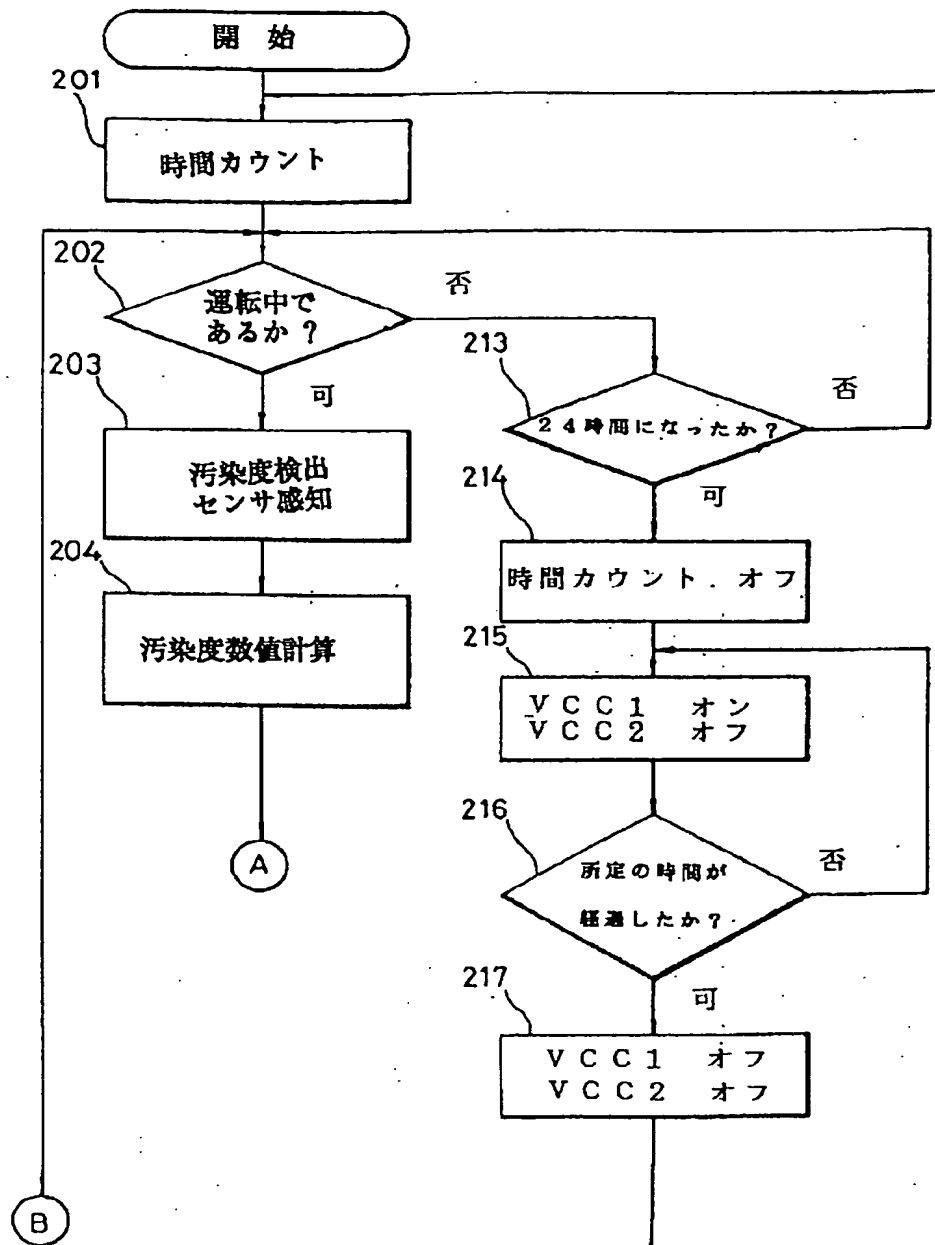 開 始
201
時間カウント
202
運転中で
あるか?
否
可
203
汚染度検出
センサ感知
204
汚染度数値計算
A
B
213
24時間になったか?
否
可
214
時間カウント.オフ
215
VCC1 オン
VCC2 オフ
216
所定の時間が
経過したか?
否
可
217
VCC1 オフ
VCC2 オフ